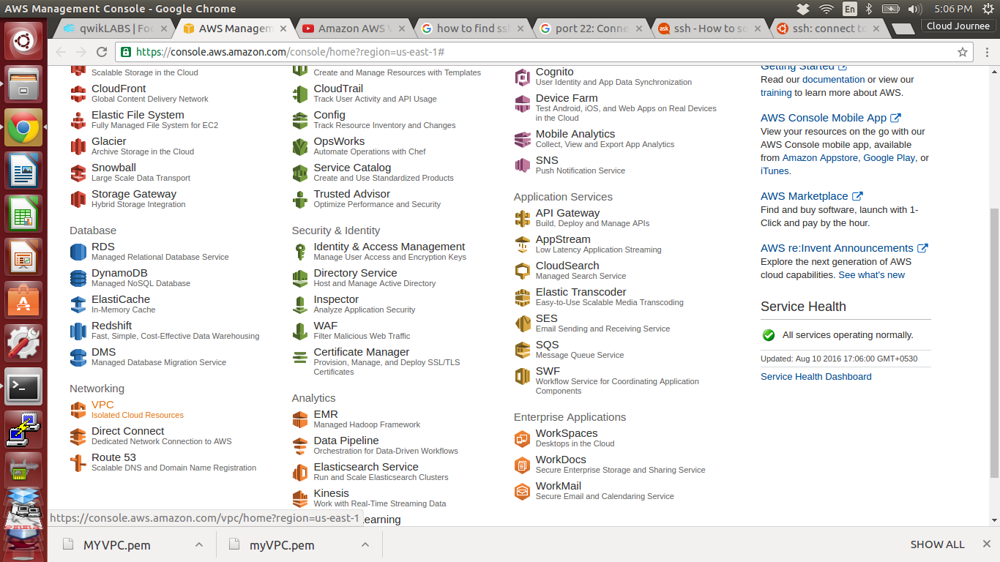 AWS Management Console - Google Chrome
En
5:06 PM
qwikLABS | Foc
AWS Managem
Amazon AWS V
how to find ssh
port 22: Conne
ssh - How to so
ssh: connect to
Cloud Journee
https://console.aws.amazon.com/console/home?region=us-east-1#
Scalable Storage in the Cloud
CloudFront
Global Content Delivery Network
Elastic File System
Fully Managed File System for EC2
Glacier
Archive Storage in the Cloud
Snowball
Large Scale Data Transport
Storage Gateway
Hybrid Storage Integration
Database
RDS
Managed Relational Database Service
DynamoDB
Managed NoSQL Database
ElastiCache
In-Memory Cache
Redshift
Fast, Simple, Cost-Effective Data Warehousing
DMS
Managed Database Migration Service
Networking
VPC
Isolated Cloud Resources
Direct Connect
Dedicated Network Connection to AWS
Route 53
Scalable DNS and Domain Name Registration
Create and Manage Resources with Templates
CloudTrail
Track User Activity and API Usage
Config
Track Resource Inventory and Changes
OpsWorks
Automate Operations with Chef
Service Catalog
Create and Use Standardized Products
Trusted Advisor
Optimize Performance and Security
Security & Identity
Identity & Access Management
Manage User Access and Encryption Keys
Directory Service
Host and Manage Active Directory
Inspector
Analyze Application Security
WAF
Filter Malicious Web Traffic
Certificate Manager
Provision, Manage, and Deploy SSL/TLS
Certificates
Analytics
EMR
Managed Hadoop Framework
Data Pipeline
Orchestration for Data-Driven Workflows
Elasticsearch Service
Run and Scale Elasticsearch Clusters
Kinesis
Work with Real-Time Streaming Data
earning
Cognito
User Identity and App Data Synchronization
Device Farm
Test Android, iOS, and Web Apps on Real Devices
in the Cloud
Mobile Analytics
Collect, View and Export App Analytics
SNS
Push Notification Service
Application Services
API Gateway
Build, Deploy and Manage APIs
AppStream
Low Latency Application Streaming
CloudSearch
Managed Search Service
Elastic Transcoder
Easy-to-Use Scalable Media Transcoding
SES
Email Sending and Receiving Service
SQS
Message Queue Service
SWF
Workflow Service for Coordinating Application
Components
Enterprise Applications
WorkSpaces
Desktops in the Cloud
WorkDocs
Secure Enterprise Storage and Sharing Service
WorkMail
Secure Email and Calendaring Service
Getting Started
Read our documentation or view our
training to learn more about AWS.
AWS Console Mobile App
View your resources on the go with our
AWS Console mobile app, available
from Amazon Appstore, Google Play, or
iTunes.
AWS Marketplace
Find and buy software, launch with 1-
Click and pay by the hour.
AWS re:Invent Announcements
Explore the next generation of AWS
cloud capabilities. See what's new
Service Health
All services operating normally.
Updated: Aug 10 2016 17:06:00 GMT+0530
Service Health Dashboard
https://console.aws.amazon.com/vpc/home?region=us-east-1
MYVPC.pem
myVPC.pem
SHOW ALL